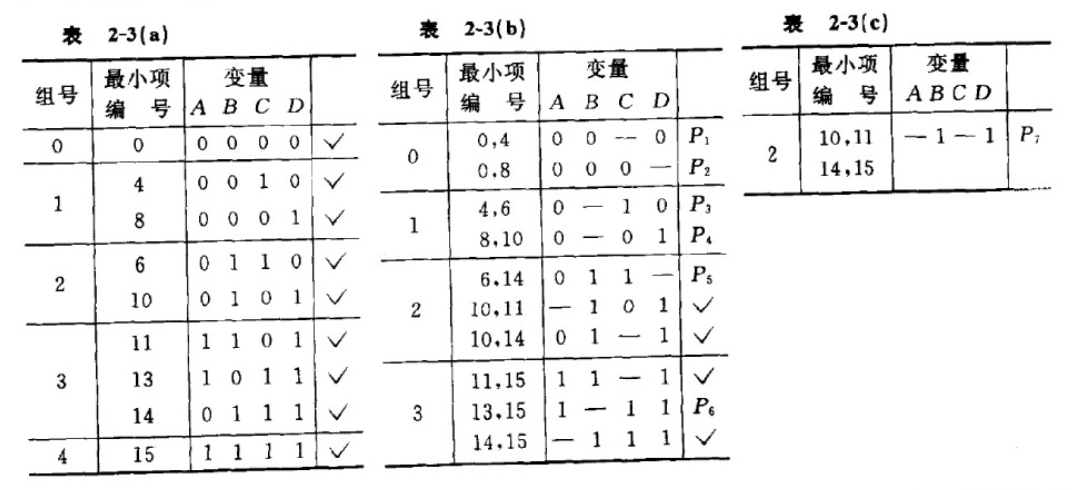 表 2-3(a)
组号 最小项编 号 变量 A B C D
0 0 0 0 0 0 ✓
1 4 0 0 1 0 ✓
8 0 0 0 1 ✓
2 6 0 1 1 0 ✓
10 0 1 0 1 ✓
3 11 1 1 0 1 ✓
13 1 0 1 1 ✓
14 0 1 1 1 ✓
4 15 1 1 1 1 ✓
表 2-3(b)
组号 最小项编 号 变量 A B C D
0 0,4 0 0 — 0 P₁
0.8 0 0 0 — P₂
1 4,6 0 — 1 0 P₃
8,10 0 — 0 1 P₄
2 6.14 0 1 1 — P₅
10,11 — 1 0 1 ✓
10,14 0 1 — 1 ✓
3 11,15 1 1 — 1 ✓
13,15 1 — 1 1 P₆
14,15 — 1 1 1 ✓
表 2-3(c)
组号 最小项编 号 变量 A B C D
2 10,11 — 1 — 1 P₇
14,15